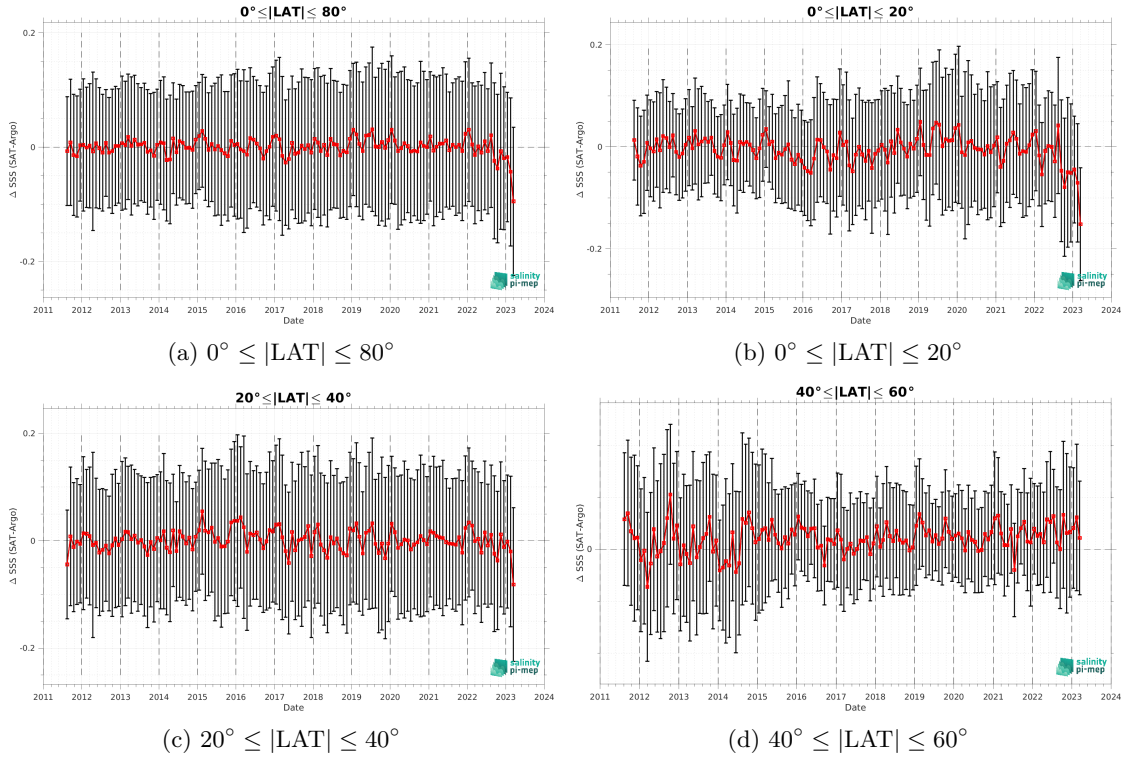 0°≤|LAT|≤ 80°
0.2
0
-0.2
Δ SSS (SAT-Argo)
2011 2012 2013 2014 2015 2016 2017 2018 2019 2020 2021 2022 2023 2024
Date
salinity
pi-mep
(a) 0° ≤ |LAT| ≤ 80°
0°≤|LAT|≤ 20°
0.2
0
-0.2
Δ SSS (SAT-Argo)
2011 2012 2013 2014 2015 2016 2017 2018 2019 2020 2021 2022 2023 2024
Date
salinity
pi-mep
(b) 0° ≤ |LAT| ≤ 20°
20°≤|LAT|≤ 40°
0.2
0
-0.2
Δ SSS (SAT-Argo)
2011 2012 2013 2014 2015 2016 2017 2018 2019 2020 2021 2022 2023 2024
Date
salinity
pi-mep
(c) 20° ≤ |LAT| ≤ 40°
40°≤|LAT|≤ 60°
0
Δ SSS (SAT-Argo)
2011 2012 2013 2014 2015 2016 2017 2018 2019 2020 2021 2022 2023 2024
Date
salinity
pi-mep
(d) 40° ≤ |LAT| ≤ 60°